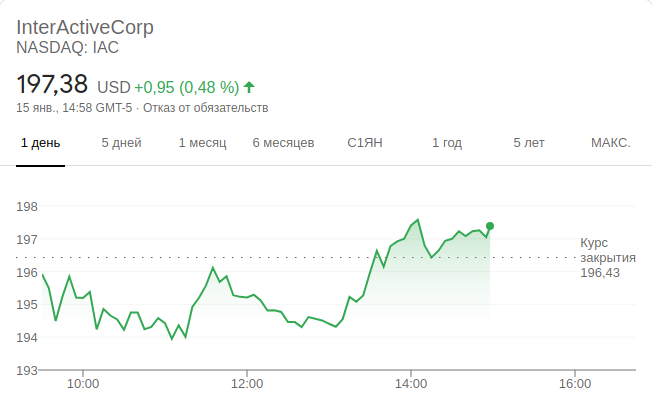 InterActiveCorp
NASDAQ: IAC
197,38 USD +0,95 (0,48 %)
15 янв., 14:58 GMT-5 · Отказ от обязательств
1 день 5 дней 1 месяц 6 месяцев С1ЯН 1 год 5 лет МАКС.
198
197
196
195
194
193
Курс
закрытия
196,43
10:00 12:00 14:00 16:00